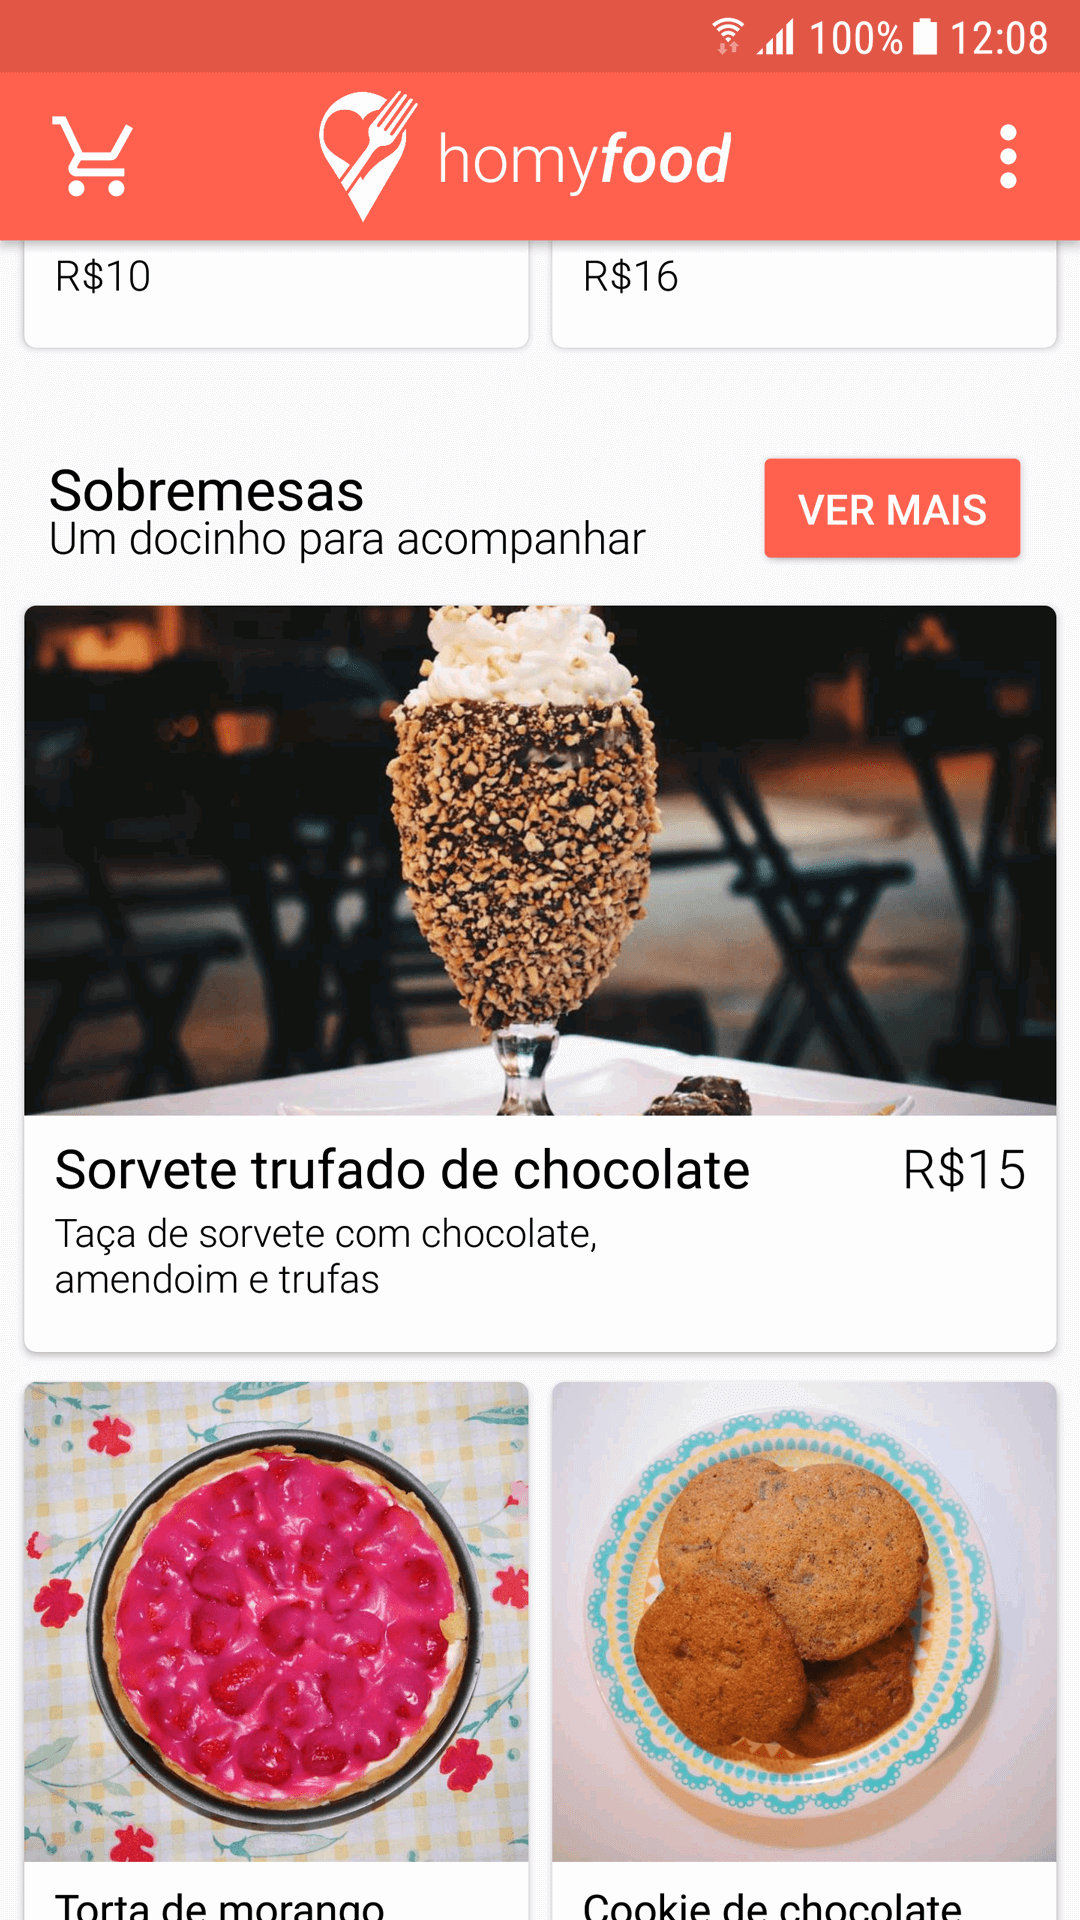 100% 12:08
homyfood
R$10 R$16
Sobremesas
Um docinho para acompanhar
VER MAIS
Sorvete trufado de chocolate R$15
Taça de sorvete com chocolate,
amendoim e trufas
Torta de morango Cookie de chocolate